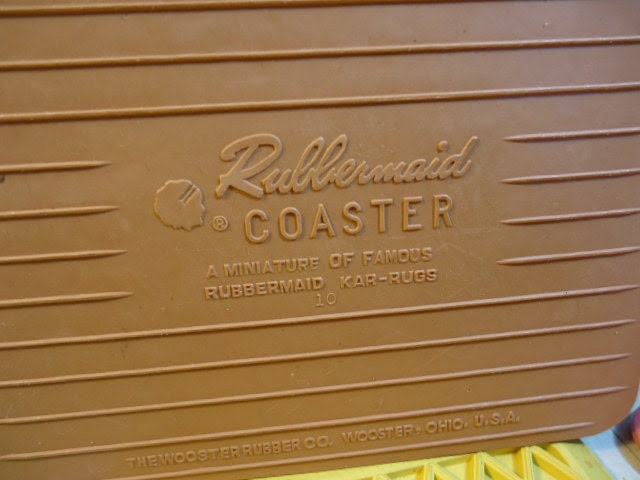 Rubbermaid
® COASTER
A MINIATURE OF FAMOUS
RUBBERMAID KAR-RUGS
10
THE WOOSTER RUBBER CO. WOOSTER, OHIO. U.S.A.